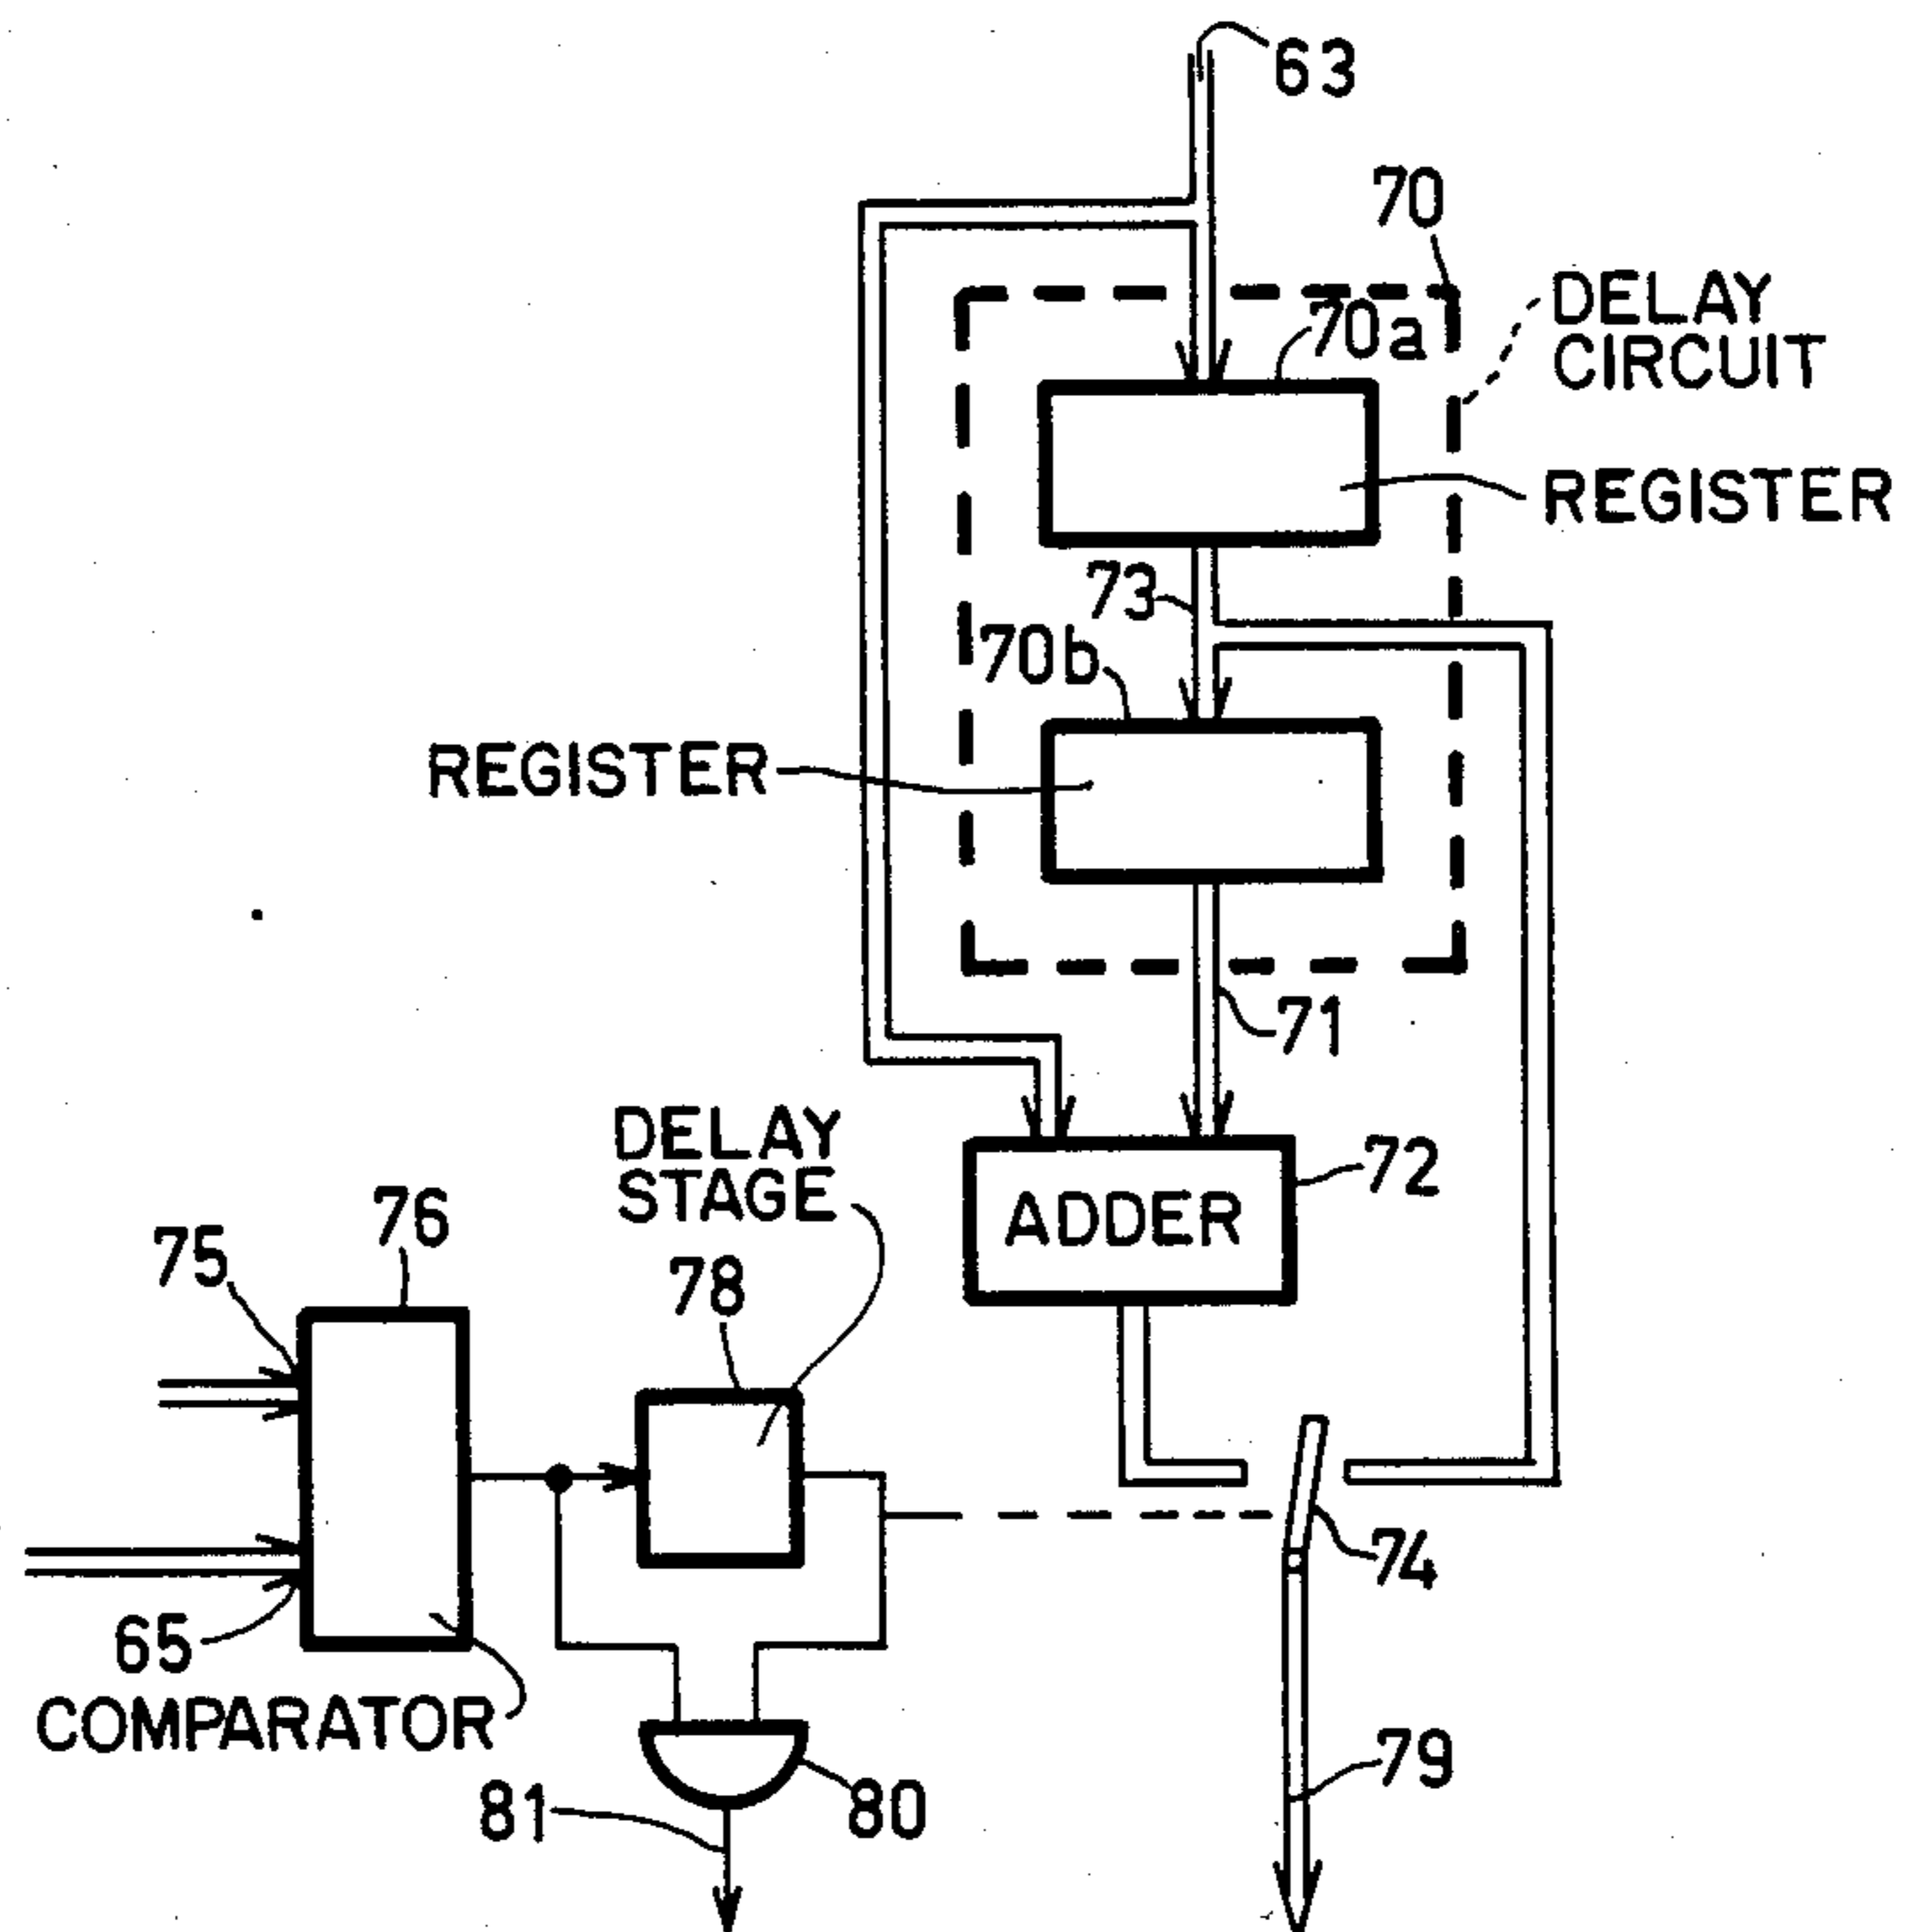 63
70
DELAY
CIRCUIT
70a
REGISTER
73
70b
REGISTER
71
DELAY
STAGE
72
ADDER
76
75
78
74
65
COMPARATOR
79
81
80